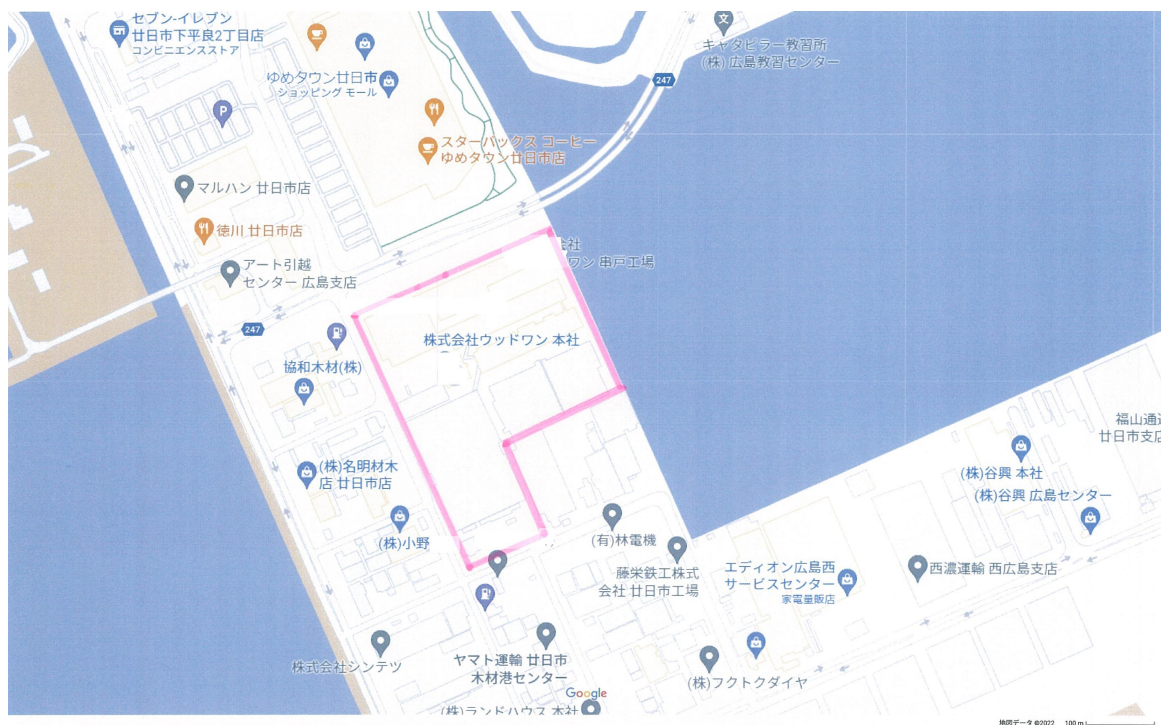 セブン-イレブン
廿日市下平良2丁目店
コンビニエンスストア
キャタピラー教習所
(株) 広島教習センター
ゆめタウン廿日市
ショッピング モール
247
P
スターバックス コーヒー
ゆめタウン廿日市店
マルハン 廿日市店
徳川 廿日市店
会社
ワン 串戸工場
アート引越
センター 広島支店
247
株式会社ウッドワン 本社
協和木材(株)
福山通運
廿日市支店
(株)谷興 本社
(株)谷興 広島センター
(株)名明材木
店 廿日市店
(株)小野
(有)林電機
藤栄鉄工株式
会社 廿日市工場
エディオン広島西
サービスセンター
家電量販店
西濃運輸 西広島支店
株式会社シンテツ
ヤマト運輸 廿日市
木材港センター
(株)フクトクダイヤ
Google
(株)ランドハウス 本社
地図データ ©2022 100 m